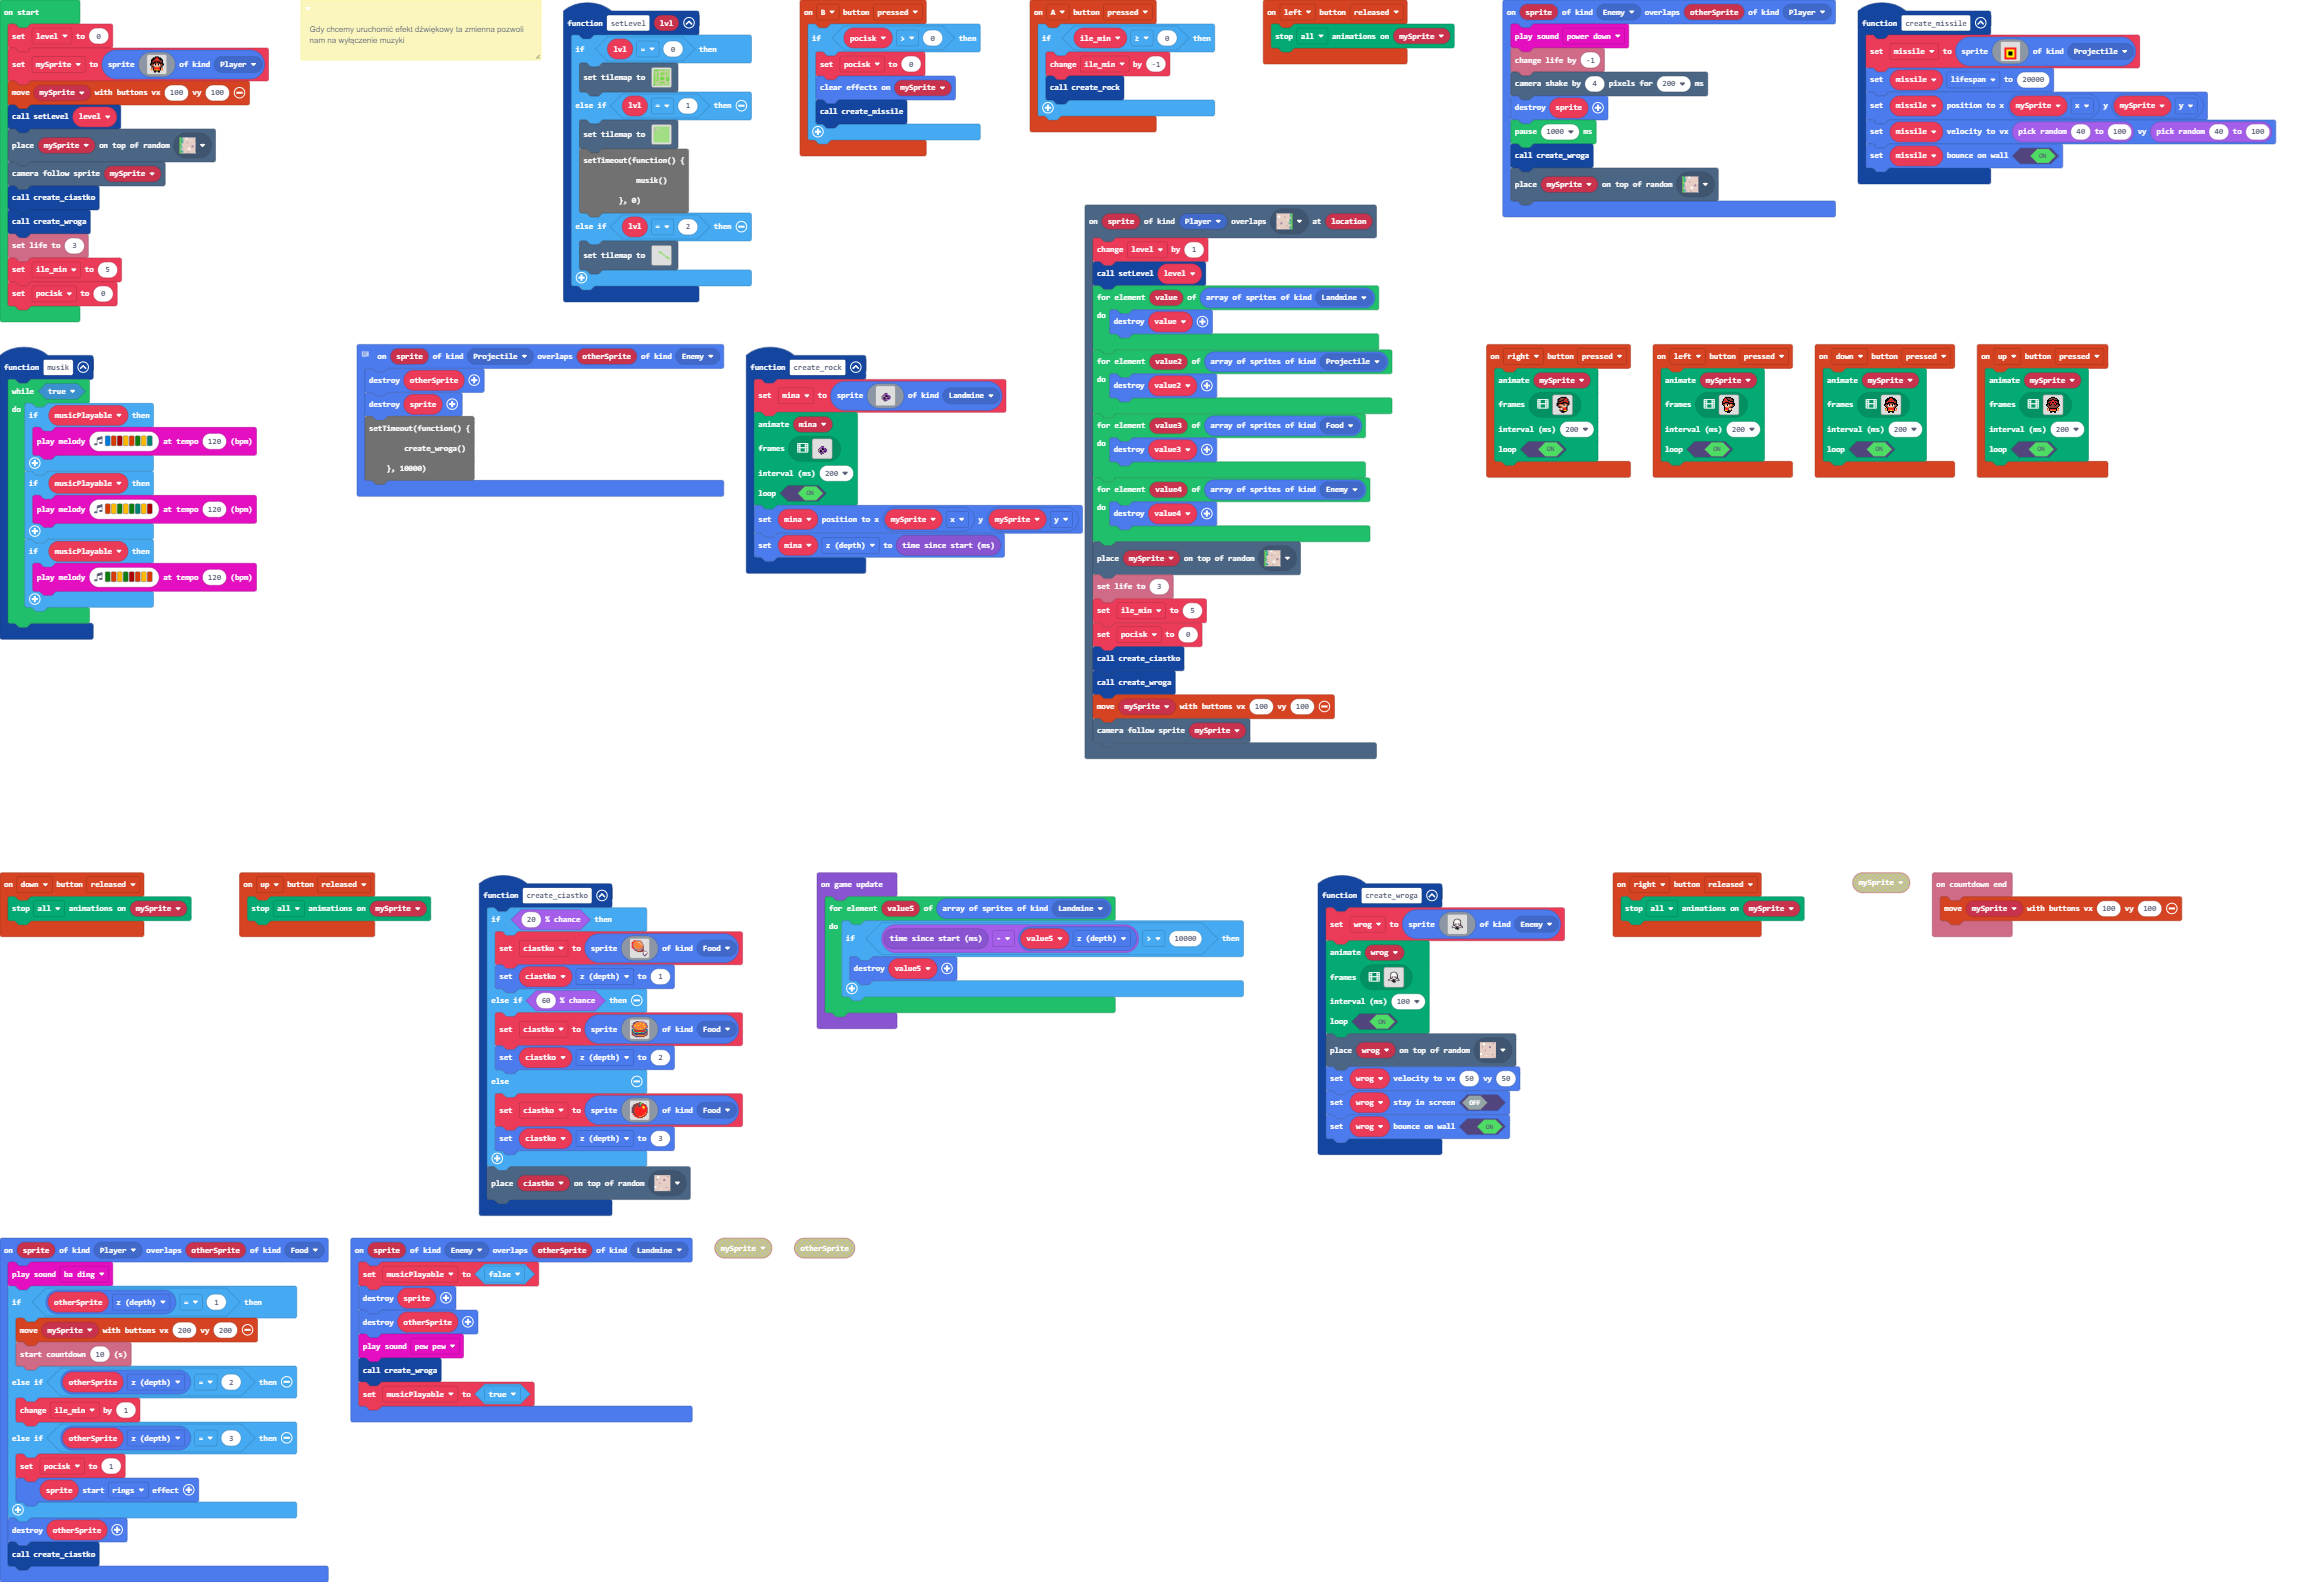 on start
set level to 0
set mySprite to sprite of kind Player
move mySprite with buttons vx 100 vy 100
call setLevel level
place mySprite on top of random
camera follow sprite mySprite
call create_ciastko
call create_wroga
set life to 3
set ile_min to 5
set pocisk to 0
Gdy chcemy uruchomić efekt dźwiękowy ta zmienna pozwoli
nam na wyłączenie muzyki
function setLevel lvl
if lvl = 0 then
set tilemap to
else if lvl = 1 then
set tilemap to
setTimeout(function() {
musik()
}, 0)
else if lvl = 2 then
set tilemap to
on B button pressed
if pocisk > 0 then
set pocisk to 0
clear effects on mySprite
call create_missile
on A button pressed
if ile_min ≥ 0 then
change ile_min by -1
call create_rock
on left button released
stop all animations on mySprite
on sprite of kind Enemy overlaps otherSprite of kind Player
play sound power down
change life by -1
camera shake by 4 pixels for 200 ms
destroy sprite
pause 1000 ms
call create_wroga
place mySprite on top of random
function create_missile
set missile to sprite of kind Projectile
set missile lifespan to 20000
set missile position to x mySprite x y mySprite y
set missile velocity to vx pick random 40 to 100 vy pick random 40 to 100
set missile bounce on wall ON
function musik
while true
do
if musicPlayable then
play melody at tempo 120 (bpm)
if musicPlayable then
play melody at tempo 120 (bpm)
if musicPlayable then
play melody at tempo 120 (bpm)
on sprite of kind Projectile overlaps otherSprite of kind Enemy
destroy otherSprite
destroy sprite
setTimeout(function() {
create_wroga()
}, 10000)
function create_rock
set mina to sprite of kind Landmine
animate mina
frames
interval (ms) 200
loop ON
set mina position to x mySprite x y mySprite y
set mina z (depth) to time since start (ms)
on sprite of kind Player overlaps at location
change level by 1
call setLevel level
for element value of array of sprites of kind Landmine
do destroy value
for element value2 of array of sprites of kind Projectile
do destroy value2
for element value3 of array of sprites of kind Food
do destroy value3
for element value4 of array of sprites of kind Enemy
do destroy value4
place mySprite on top of random
set life to 3
set ile_min to 5
set pocisk to 0
call create_ciastko
call create_wroga
move mySprite with buttons vx 100 vy 100
camera follow sprite mySprite
on right button pressed
animate mySprite
frames
interval (ms) 200
loop ON
on left button pressed
animate mySprite
frames
interval (ms) 200
loop ON
on down button pressed
animate mySprite
frames
interval (ms) 200
loop ON
on up button pressed
animate mySprite
frames
interval (ms) 200
loop ON
on down button released
stop all animations on mySprite
on up button released
stop all animations on mySprite
function create_ciastko
if 20 % chance then
set ciastko to sprite of kind Food
set ciastko z (depth) to 1
else if 60 % chance then
set ciastko to sprite of kind Food
set ciastko z (depth) to 2
else
set ciastko to sprite of kind Food
set ciastko z (depth) to 3
place ciastko on top of random
on game update
for element value5 of array of sprites of kind Landmine
do
if time since start (ms) - value5 z (depth) > 10000 then
destroy value5
function create_wroga
set wrog to sprite of kind Enemy
animate wrog
frames
interval (ms) 100
loop ON
place wrog on top of random
set wrog velocity to vx 50 vy 50
set wrog stay in screen OFF
set wrog bounce on wall ON
on right button released
stop all animations on mySprite
mySprite
on countdown end
move mySprite with buttons vx 100 vy 100
on sprite of kind Player overlaps otherSprite of kind Food
play sound ba ding
if otherSprite z (depth) = 1 then
move mySprite with buttons vx 200 vy 200
start countdown 10 (s)
else if otherSprite z (depth) = 2 then
change ile_min by 1
else if otherSprite z (depth) = 3 then
set pocisk to 1
sprite start rings effect
destroy otherSprite
call create_ciastko
on sprite of kind Enemy overlaps otherSprite of kind Landmine
set musicPlayable to false
destroy sprite
destroy otherSprite
play sound pew pew
call create_wroga
set musicPlayable to true
mySprite
otherSprite